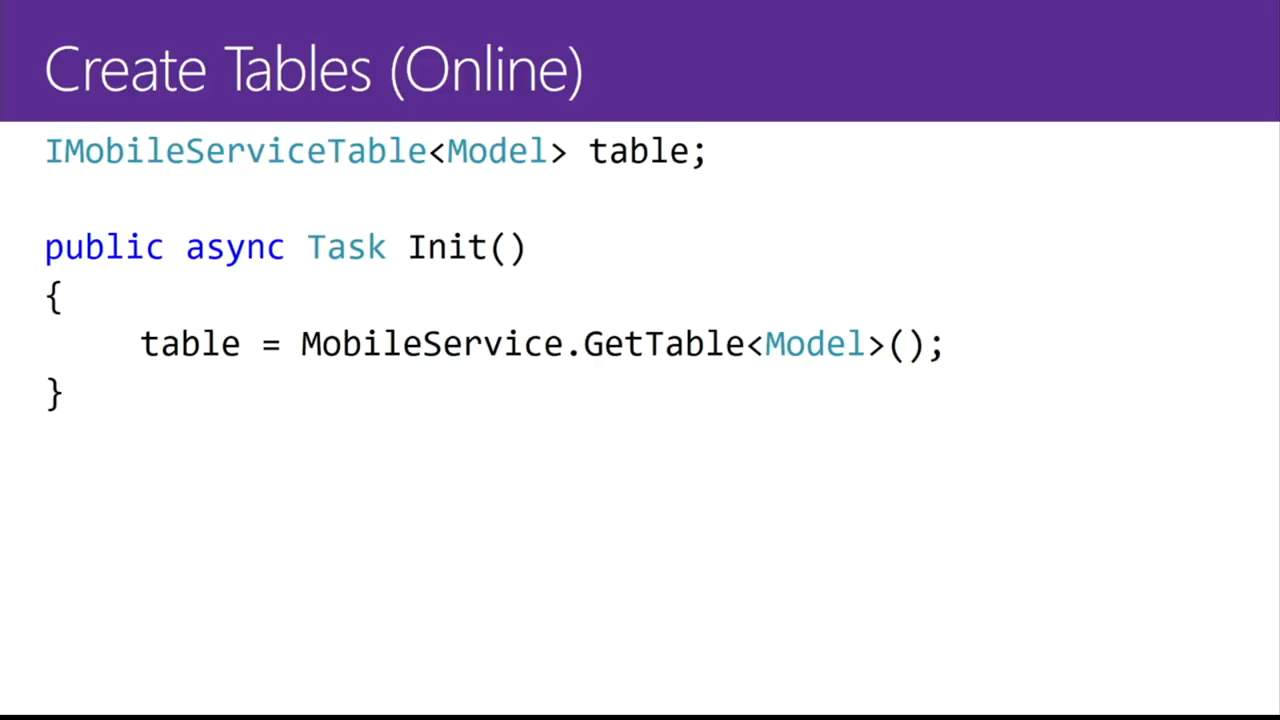 Create Tables (Online)
IMobileServiceTable<Model> table;
public async Task Init()
{
table = MobileService.GetTable<Model>();
}